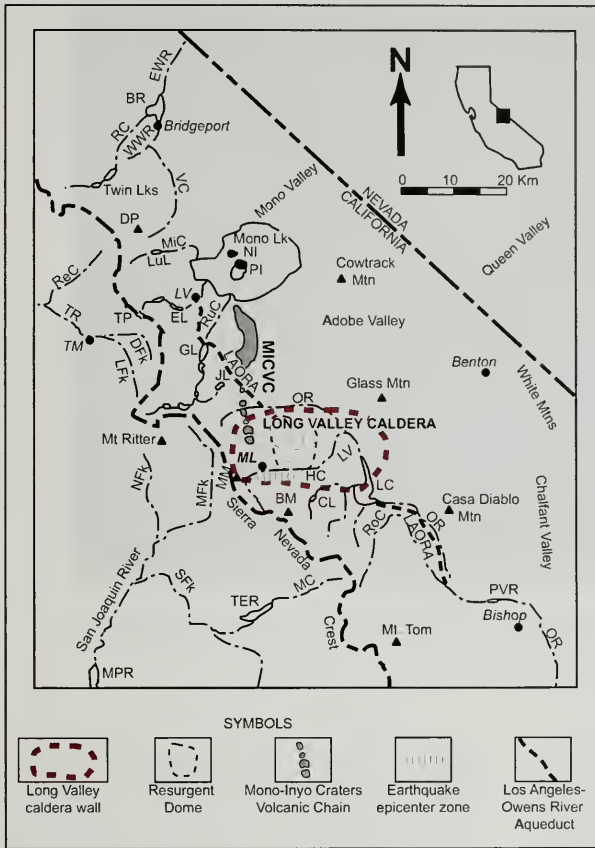 EWR
BR
N
Bridgeport
RC
WWR
VC
Twin Lks
0 10 20 Km
NEVADA
CALIFORNIA
Mono Valley
Queen Valley
DP
Mono Lk
NI
PI
MiC
LuL
Cowtrack
Mtn
ReC
LV
EL
RuC
TR
TP
Adobe Valley
TM
DFk
LFk
GL
LAORA
MICVC
JL
Benton
White Mtns
Glass Mtn
OR
LONG VALLEY CALDERA
Mt Ritter
ML
LV
HC
MM
NFk
MFk
BM
CL
LC
Casa Diablo
Mtn
Chalfant Valley
Sierra
Nevada
Crest
RoC
LAORA
OR
San Joaquin River
SFk
MC
TER
PVR
Bishop
OR
Mt Tom
MPR
SYMBOLS
Long Valley
caldera wall
Resurgent
Dome
Mono-Inyo Craters
Volcanic Chain
Earthquake
epicenter zone
Los Angeles-
Owens River
Aqueduct